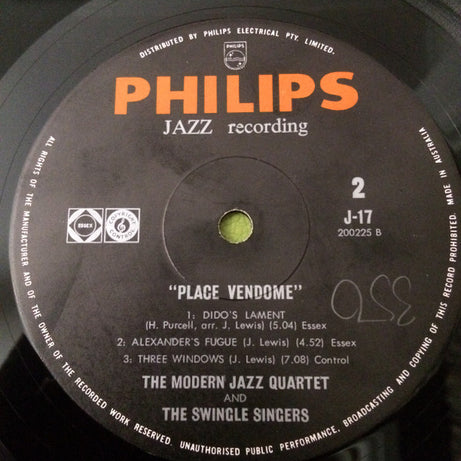 DISTRIBUTED BY PHILIPS ELECTRICAL PTY. LIMITED.
PHILIPS
PHILIPS
JAZZ recording
2
J-17
200225 B
ESSEX
COPYRIGHT CONTROL
"PLACE VENDOME"
1: DIDO'S LAMENT
(H. Purcell, arr. J. Lewis) (5.04) Essex
2: ALEXANDER'S FUGUE (J. Lewis) (4.52) Essex
3: THREE WINDOWS (J. Lewis) (7.08) Control
THE MODERN JAZZ QUARTET
AND
THE SWINGLE SINGERS
ALL RIGHTS OF THE MANUFACTURER AND OF THE OWNER OF THE RECORDED WORK RESERVED. UNAUTHORISED PUBLIC PERFORMANCE, BROADCASTING AND COPYING OF THIS RECORD PROHIBITED. MADE IN AUSTRALIA